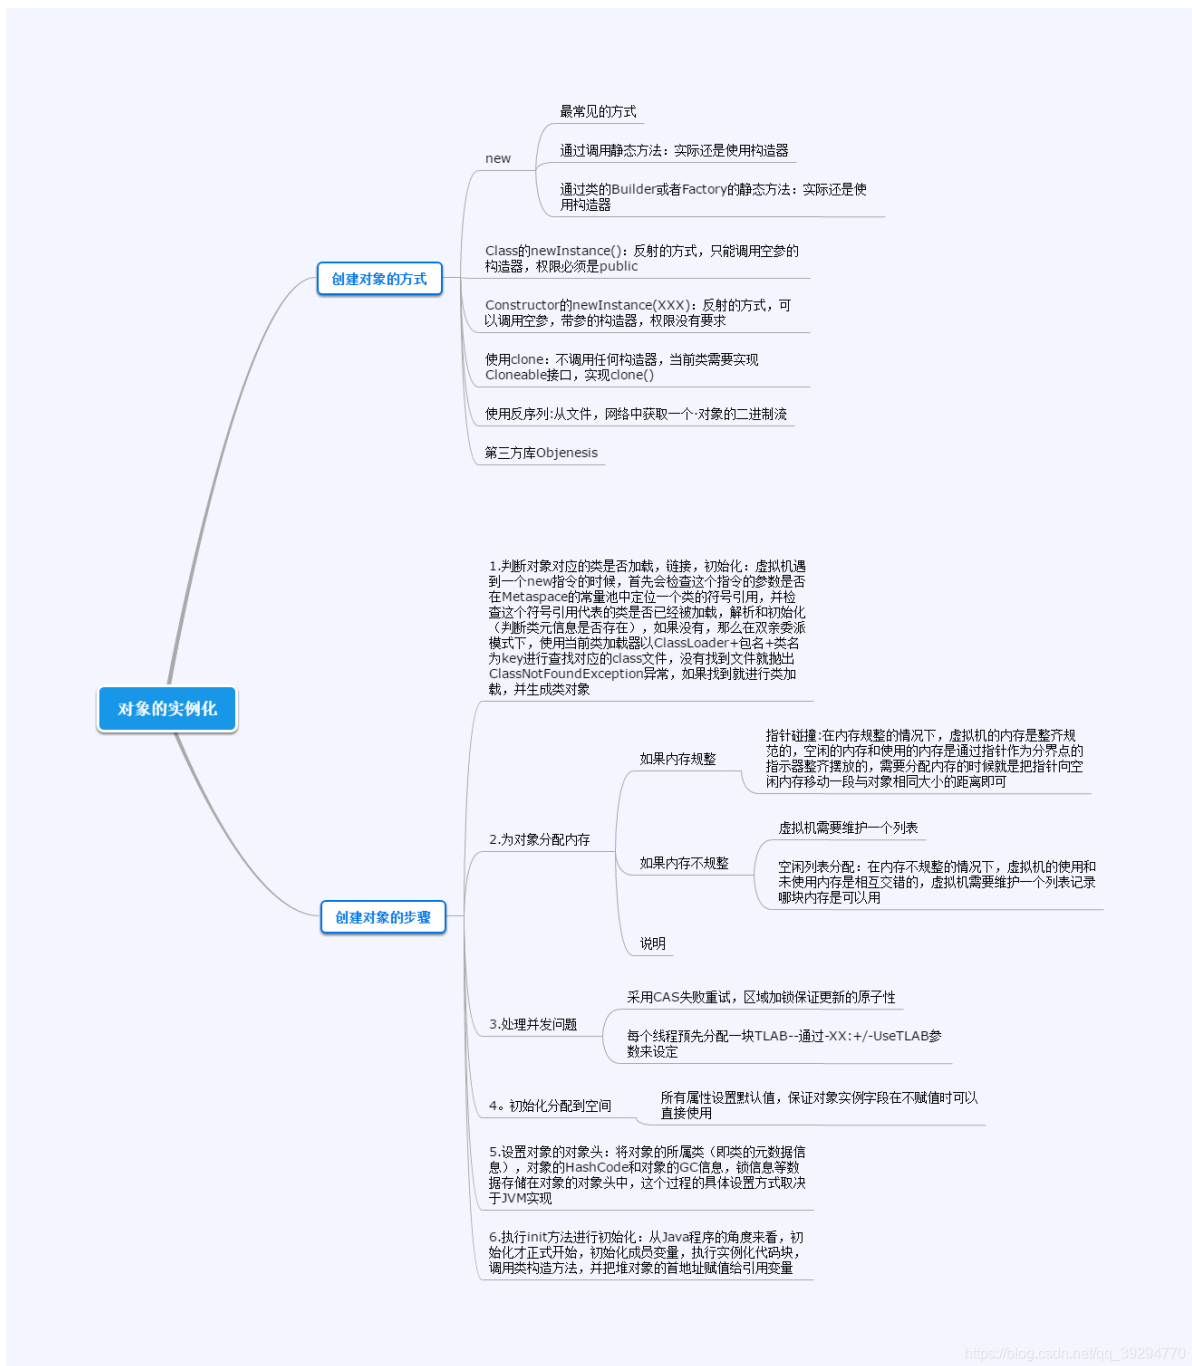 最常见的方式
new
通过调用静态方法：实际还是使用构造器
通过类的Builder或者Factory的静态方法：实际还是使
用构造器
Class的newInstance()：反射的方式，只能调用空参的
构造器，权限必须是public
创建对象的方式
Constructor的newInstance(XXX)：反射的方式，可
以调用空参，带参的构造器，权限没有要求
使用clone：不调用任何构造器，当前类需要实现
Cloneable接口，实现clone()
使用反序列:从文件，网络中获取一个·对象的二进制流
第三方库Objenesis
对象的实例化
1.判断对象对应的类是否加载，链接，初始化：虚拟机遇
到一个new指令的时候，首先会检查这个指令的参数是否
在Metaspace的常量池中定位一个类的符号引用，并检
查这个符号引用代表的类是否已经被加载，解析和初始化
（判断类元信息是否存在），如果没有，那么在双亲委派
模式下，使用当前类加载器以ClassLoader+包名+类名
为key进行查找对应的class文件，没有找到文件就抛出
ClassNotFoundException异常，如果找到就进行类加
载，并生成类对象
指针碰撞:在内存规整的情况下，虚拟机的内存是整齐规
范的，空闲的内存和使用的内存是通过指针作为分界点的
指示器整齐摆放的，需要分配内存的时候就是把指针向空
闲内存移动一段与对象相同大小的距离即可
如果内存规整
2.为对象分配内存
虚拟机需要维护一个列表
如果内存不规整
空闲列表分配：在内存不规整的情况下，虚拟机的使用和
未使用内存是相互交错的，虚拟机需要维护一个列表记录
哪块内存是可以用
创建对象的步骤
说明
采用CAS失败重试，区域加锁保证更新的原子性
3.处理并发问题
每个线程预先分配一块TLAB--通过-XX:+/-UseTLAB参
数来设定
4。初始化分配到空间
所有属性设置默认值，保证对象实例字段在不赋值时可以
直接使用
5.设置对象的对象头：将对象的所属类（即类的元数据信
息），对象的HashCode和对象的GC信息，锁信息等数
据存储在对象的对象头中，这个过程的具体设置方式取决
于JVM实现
6.执行init方法进行初始化：从Java程序的角度来看，初
始化才正式开始，初始化成员变量，执行实例化代码块，
调用类构造方法，并把堆对象的首地址赋值给引用变量
https://blog.csdn.net/qq_39294770